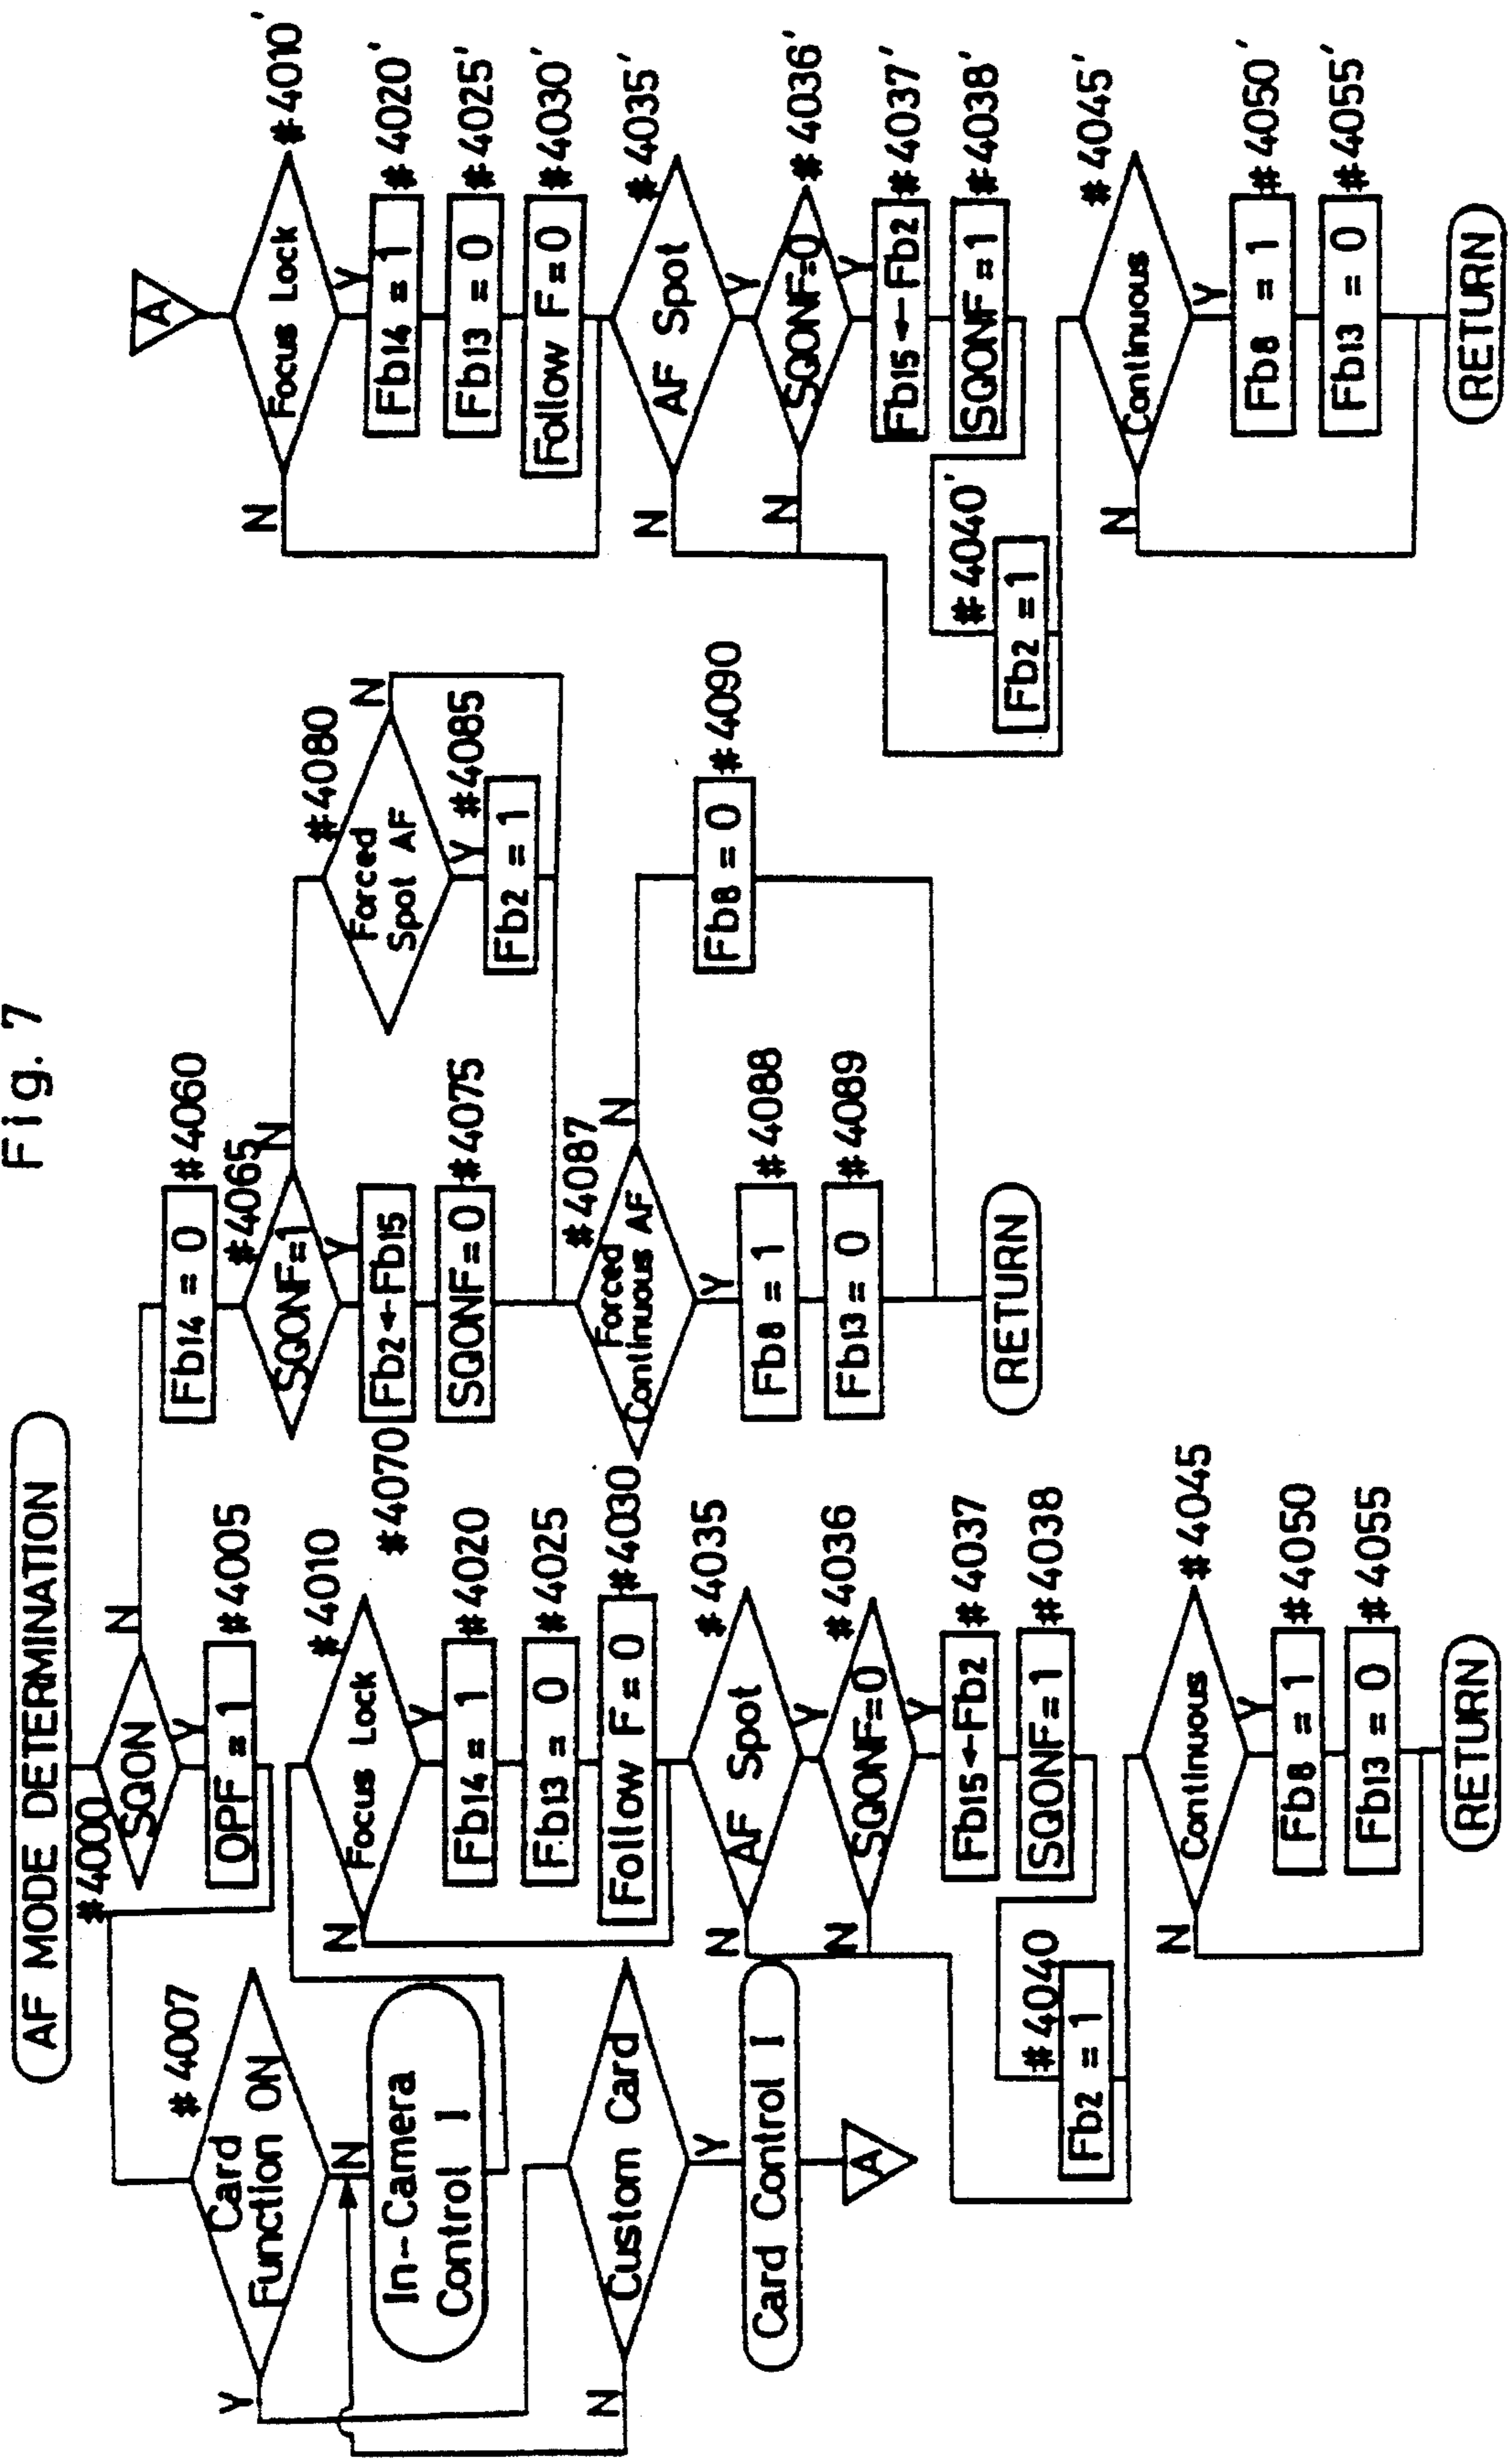 Fig. 7
AF MODE DETERMINATION
#4000
SQON
N
Y
OPF = 1 #4005
#4007
Card
Function ON
Y
N
In-Camera
Control I
Custom Card
N
Y
Card Control I
A
#4010
Focus Lock
N
Y
Fb14 = 1 #4020
Fb13 = 0 #4025
Follow F = 0 #4030
#4035
AF Spot
N
Y
#4036
SQONF=0
N
Y
Fb15←Fb2 #4037
SQONF=1 #4038
#4040
Fb2 = 1
#4045
Continuous
N
Y
Fb8 = 1 #4050
Fb13 = 0 #4055
RETURN
Fb14 = 0 #4060
#4065
SQONF=1
N
Y
Fb2←Fb15
#4070
SQONF=0 #4075
#4080
Forced
Spot AF
N
Y
#4085
Fb2 = 1
#4087
Forced
Continuous AF
N
Y
Fb8 = 1 #4088
Fb13 = 0 #4089
Fb8 = 0 #4090
RETURN
A
#4010'
Focus Lock
N
Y
Fb14 = 1 #4020'
Fb13 = 0 #4025'
Follow F=0 #4030'
#4035'
AF Spot
N
Y
#4036'
SQONF=0
N
Y
Fb15←Fb2 #4037'
SQONF = 1 #4038'
#4040'
Fb2 = 1
#4045'
Continuous
N
Y
Fb8 = 1 #4050'
Fb13 = 0 #4055'
RETURN